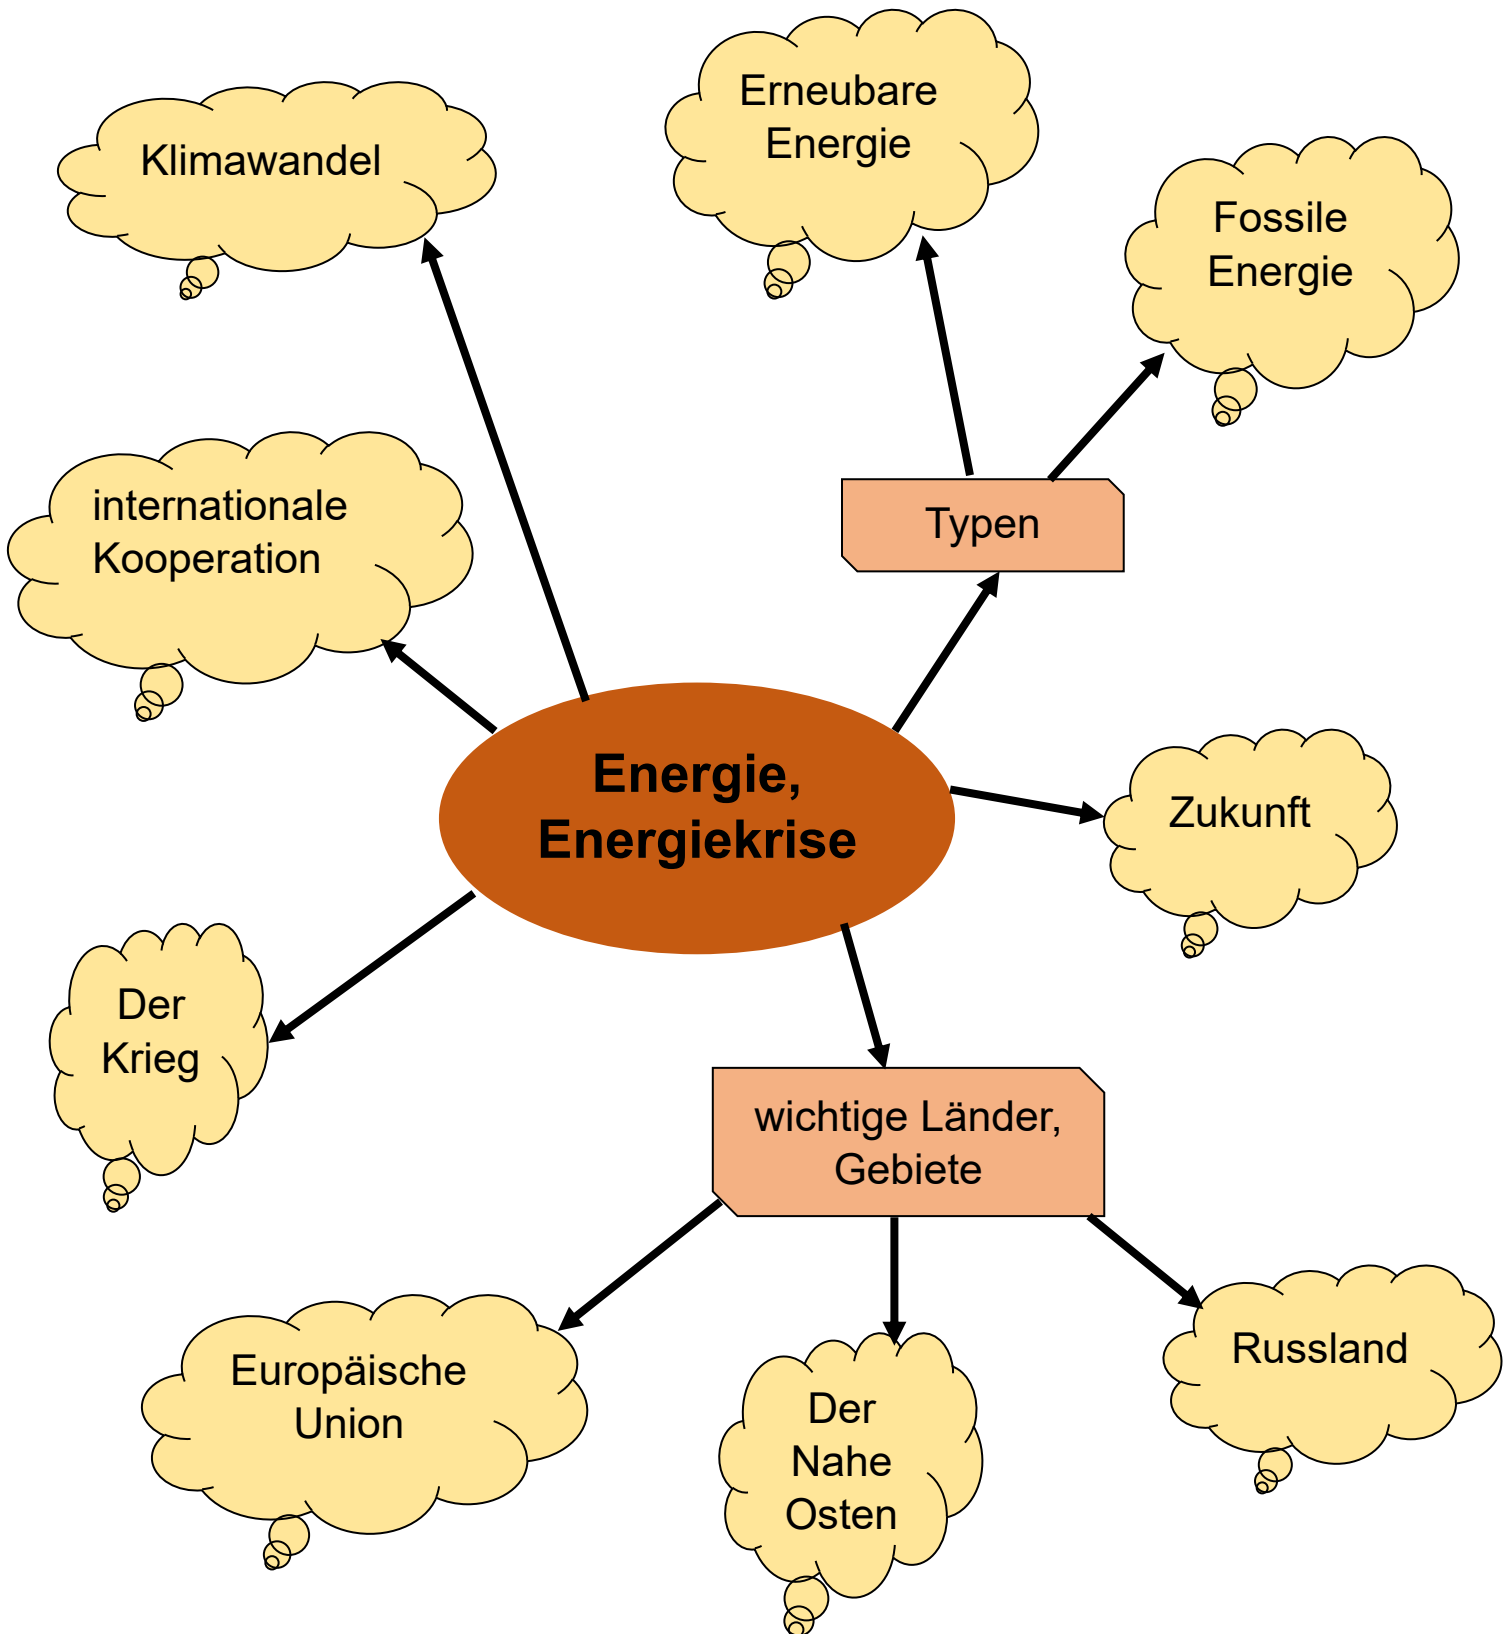 Erneubare
Energie
Klimawandel
Fossile
Energie
internationale
Kooperation
Typen
Energie,
Energiekrise
Zukunft
Der
Krieg
wichtige Länder,
Gebiete
Russland
Europäische
Union
Der
Nahe
Osten